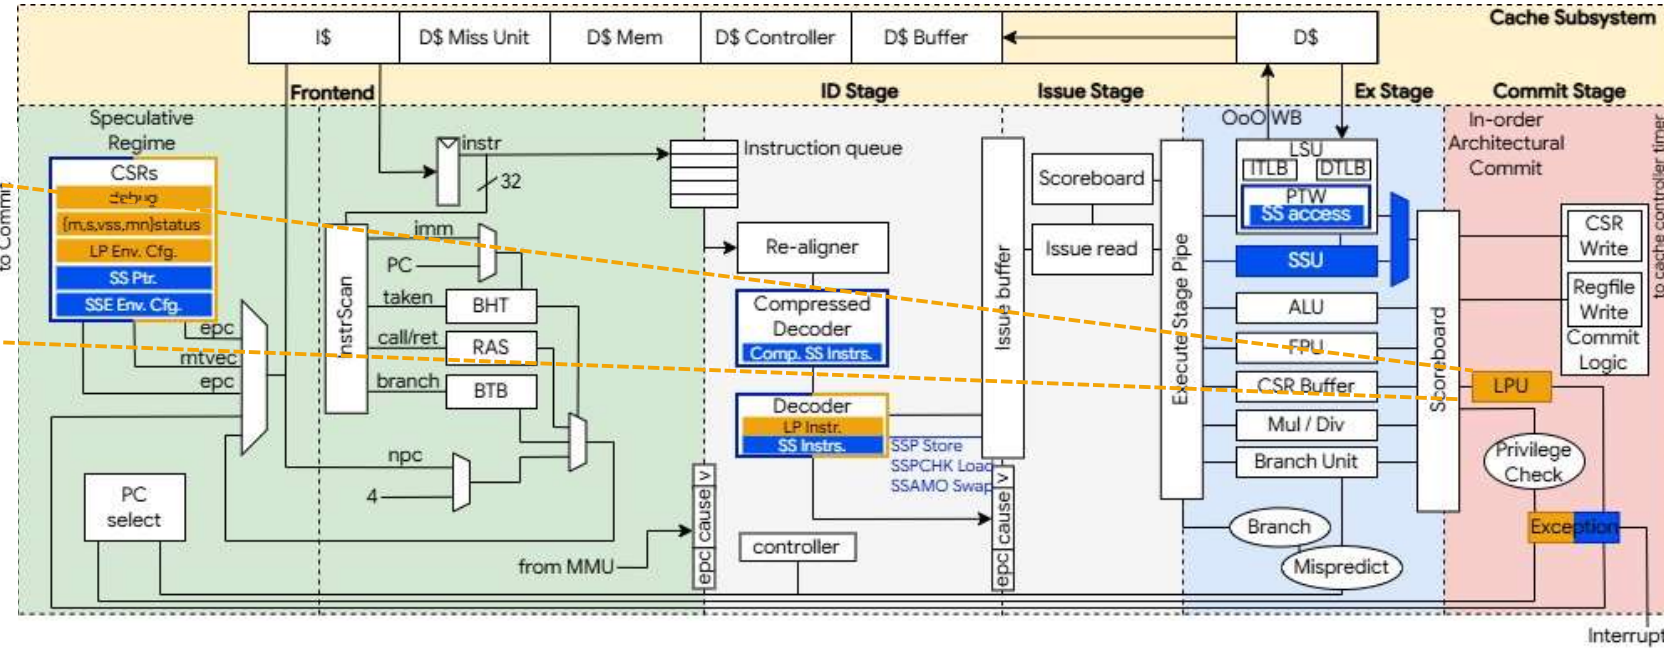 Cache Subsystem
I$
D$ Miss Unit
D$ Mem
D$ Controller
D$ Buffer
D$
Frontend
ID Stage
Issue Stage
Ex Stage
Commit Stage
Speculative
Regime
CSRs
debug
{m,s,vss,mn}status
LP Env. Cfg.
SS Ptr.
SSE Env. Cfg.
to Commit
epc
mtvec
epc
PC
select
instr
32
InstrScan
imm
PC
taken
BHT
call/ret
RAS
branch
BTB
npc
4
from MMU
Instruction queue
Re-aligner
Compressed
Decoder
Comp. SS Instrs.
Decoder
LP Instr.
SS Instrs.
SSP Store
SSPCHK Load
SSAMO Swap
epc cause v
controller
epc cause v
Issue buffer
Scoreboard
Issue read
Execute Stage Pipe
OoO WB
LSU
ITLB
DTLB
PTW
SS access
SSU
ALU
FPU
CSR Buffer
Mul / Div
Branch Unit
Branch
Mispredict
Scoreboard
In-order
Architectural
Commit
CSR
Write
Regfile
Write
Commit
Logic
LPU
Privilege
Check
Exception
to cache controller timer
Interrupt